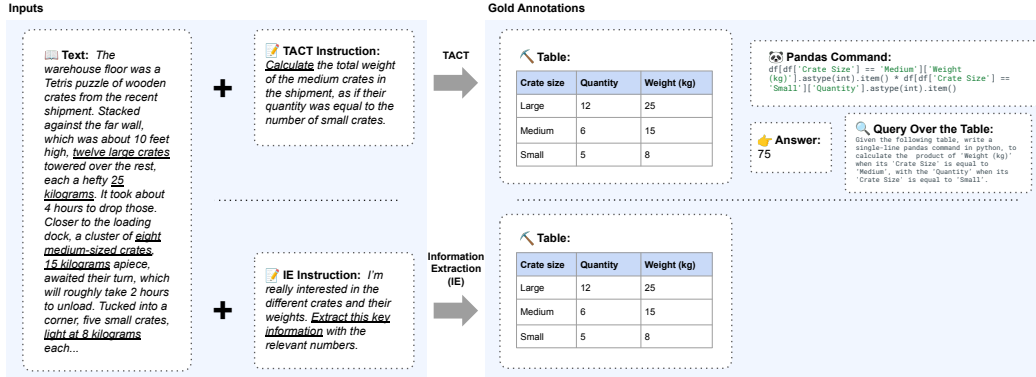 Inputs
Gold Annotations
📖 Text: The
warehouse floor was a
Tetris puzzle of wooden
crates from the recent
shipment. Stacked
against the far wall,
which was about 10 feet
high, twelve large crates
towered over the rest,
each a hefty 25
kilograms. It took about
4 hours to drop those.
Closer to the loading
dock, a cluster of eight
medium-sized crates,
15 kilograms apiece,
awaited their turn, which
will roughly take 2 hours
to unload. Tucked into a
corner, five small crates,
light at 8 kilograms
each...
+
📝 TACT Instruction:
Calculate the total weight
of the medium crates in
the shipment, as if their
quantity was equal to the
number of small crates.
TACT
⛏️ Table:
Crate size Quantity Weight (kg)
Large 12 25
Medium 6 15
Small 5 8
🐼 Pandas Command:
df[df['Crate Size'] == 'Medium']['Weight
(kg)'].astype(int).item() * df[df['Crate Size'] ==
'Small']['Quantity'].astype(int).item()
👉 Answer:
75
🔍 Query Over the Table:
Given the following table, write a
single-line pandas command in python, to
calculate the product of 'Weight (kg)'
when its 'Crate Size' is equal to
'Medium', with the 'Quantity' when its
'Crate Size' is equal to 'Small'.
+
📝 IE Instruction: I'm
really interested in the
different crates and their
weights. Extract this key
information with the
relevant numbers.
Information
Extraction
(IE)
⛏️ Table:
Crate size Quantity Weight (kg)
Large 12 25
Medium 6 15
Small 5 8